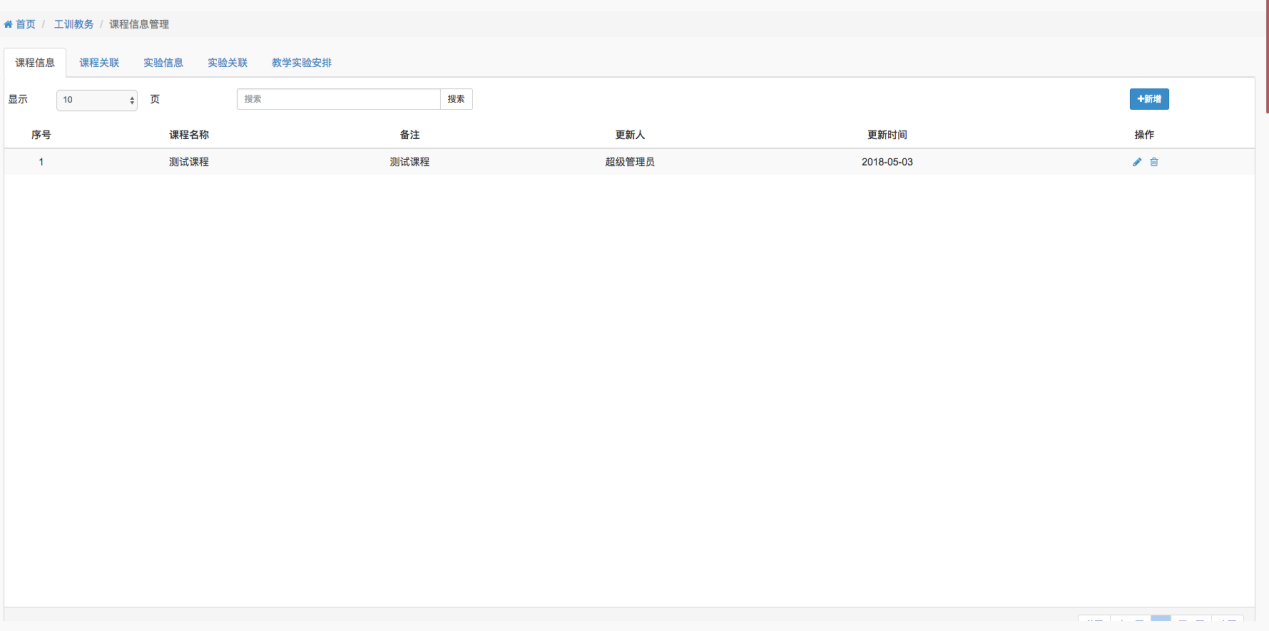 首页 / 工训教务 / 课程信息管理
课程信息 课程关联 实验信息 实验关联 教学实验安排
显示 10 页 搜索 搜索 +新增
序号 课程名称 备注 更新人 更新时间 操作
1 测试课程 测试课程 超级管理员 2018-05-03